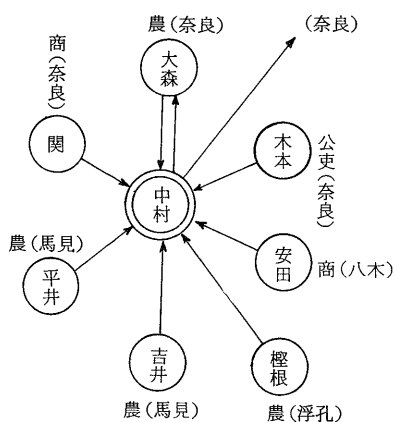 農(奈良)
(奈良)
大森
商(奈良)
関
木本
公吏(奈良)
中村
農(馬見)
平井
安田
商(八木)
吉井
農(馬見)
樫根
農(浮孔)